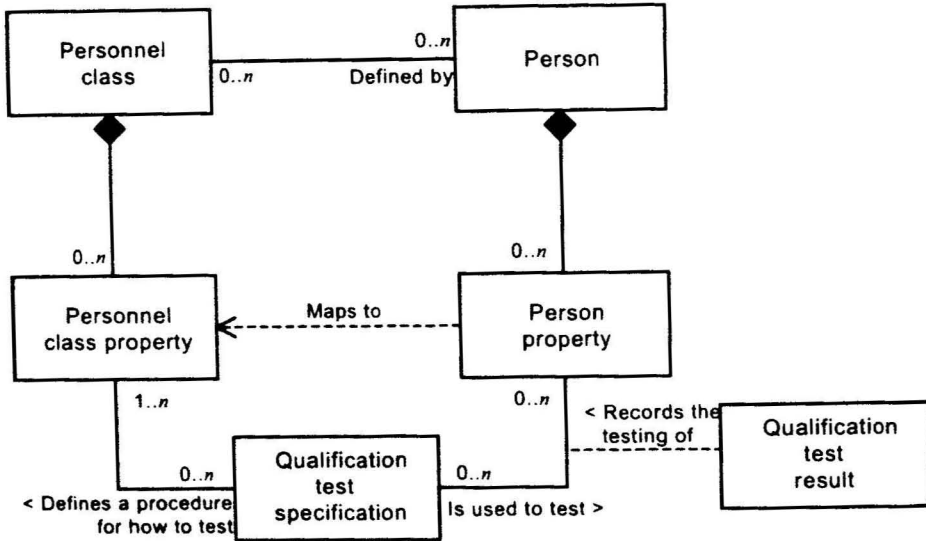 Personnel
class
0..n
0..n
Defined by
Person
0..n
0..n
Personnel
class property
Maps to
Person
property
1..n
0..n
< Records the
testing of
Qualification
test
result
0..n
Qualification
test
specification
0..n
< Defines a procedure
for how to test
Is used to test >